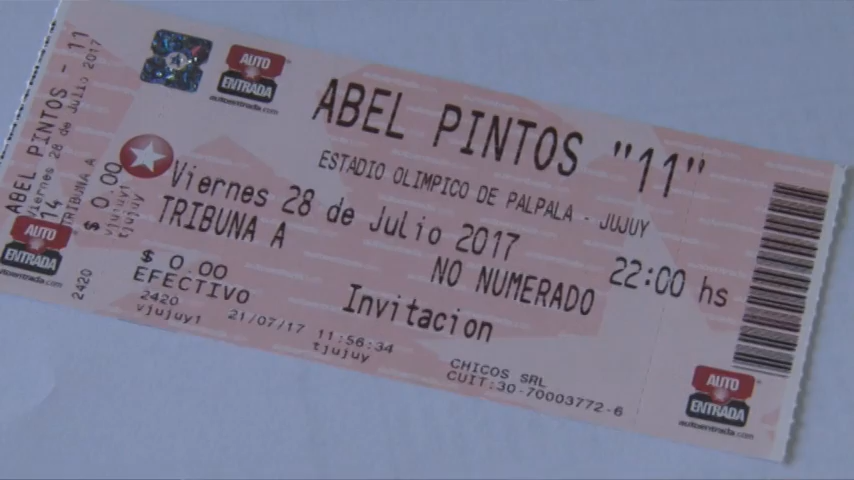 ABEL PINTOS - 11
Viernes 28 de Julio 2017
14
TRIBUNA A
$ 0.00
vjujuy1
tjujuy
2420
AUTO
ENTRADA
autoentrada.com
AUTO
ENTRADA
autoentrada.com
ABEL PINTOS "11"
ESTADIO OLIMPICO DE PALPALA - JUJUY
Viernes 28 de Julio 2017
22:00 hs
TRIBUNA A
NO NUMERADO
$ 0.00
EFECTIVO
Invitacion
2420
vjujuy1
21/07/17 11:56:34
tjujuy
CHICOS SRL
CUIT:30-70003772-6
AUTO
ENTRADA
autoentrada.com